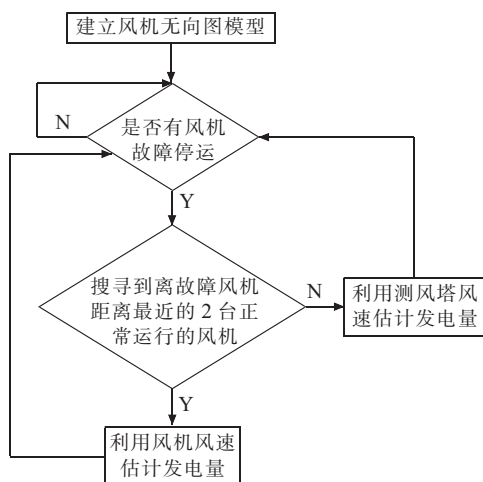 建立风机无向图模型
N
是否有风机
故障停运
Y
搜寻到离故障风机
距离最近的 2 台正
常运行的风机
N
利用测风塔风
速估计发电量
Y
利用风机风速
估计发电量